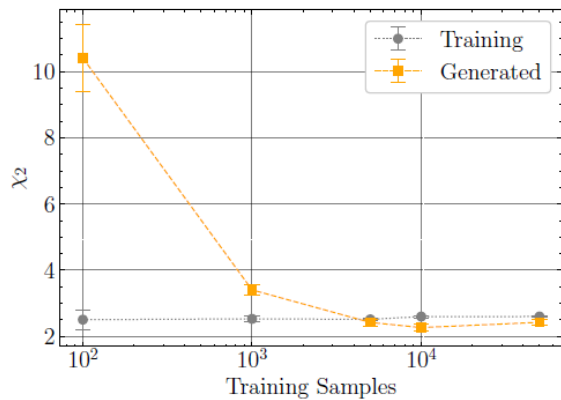 Training
Generated
10
8
6
4
2
χ₂
10² 10³ 10⁴
Training Samples